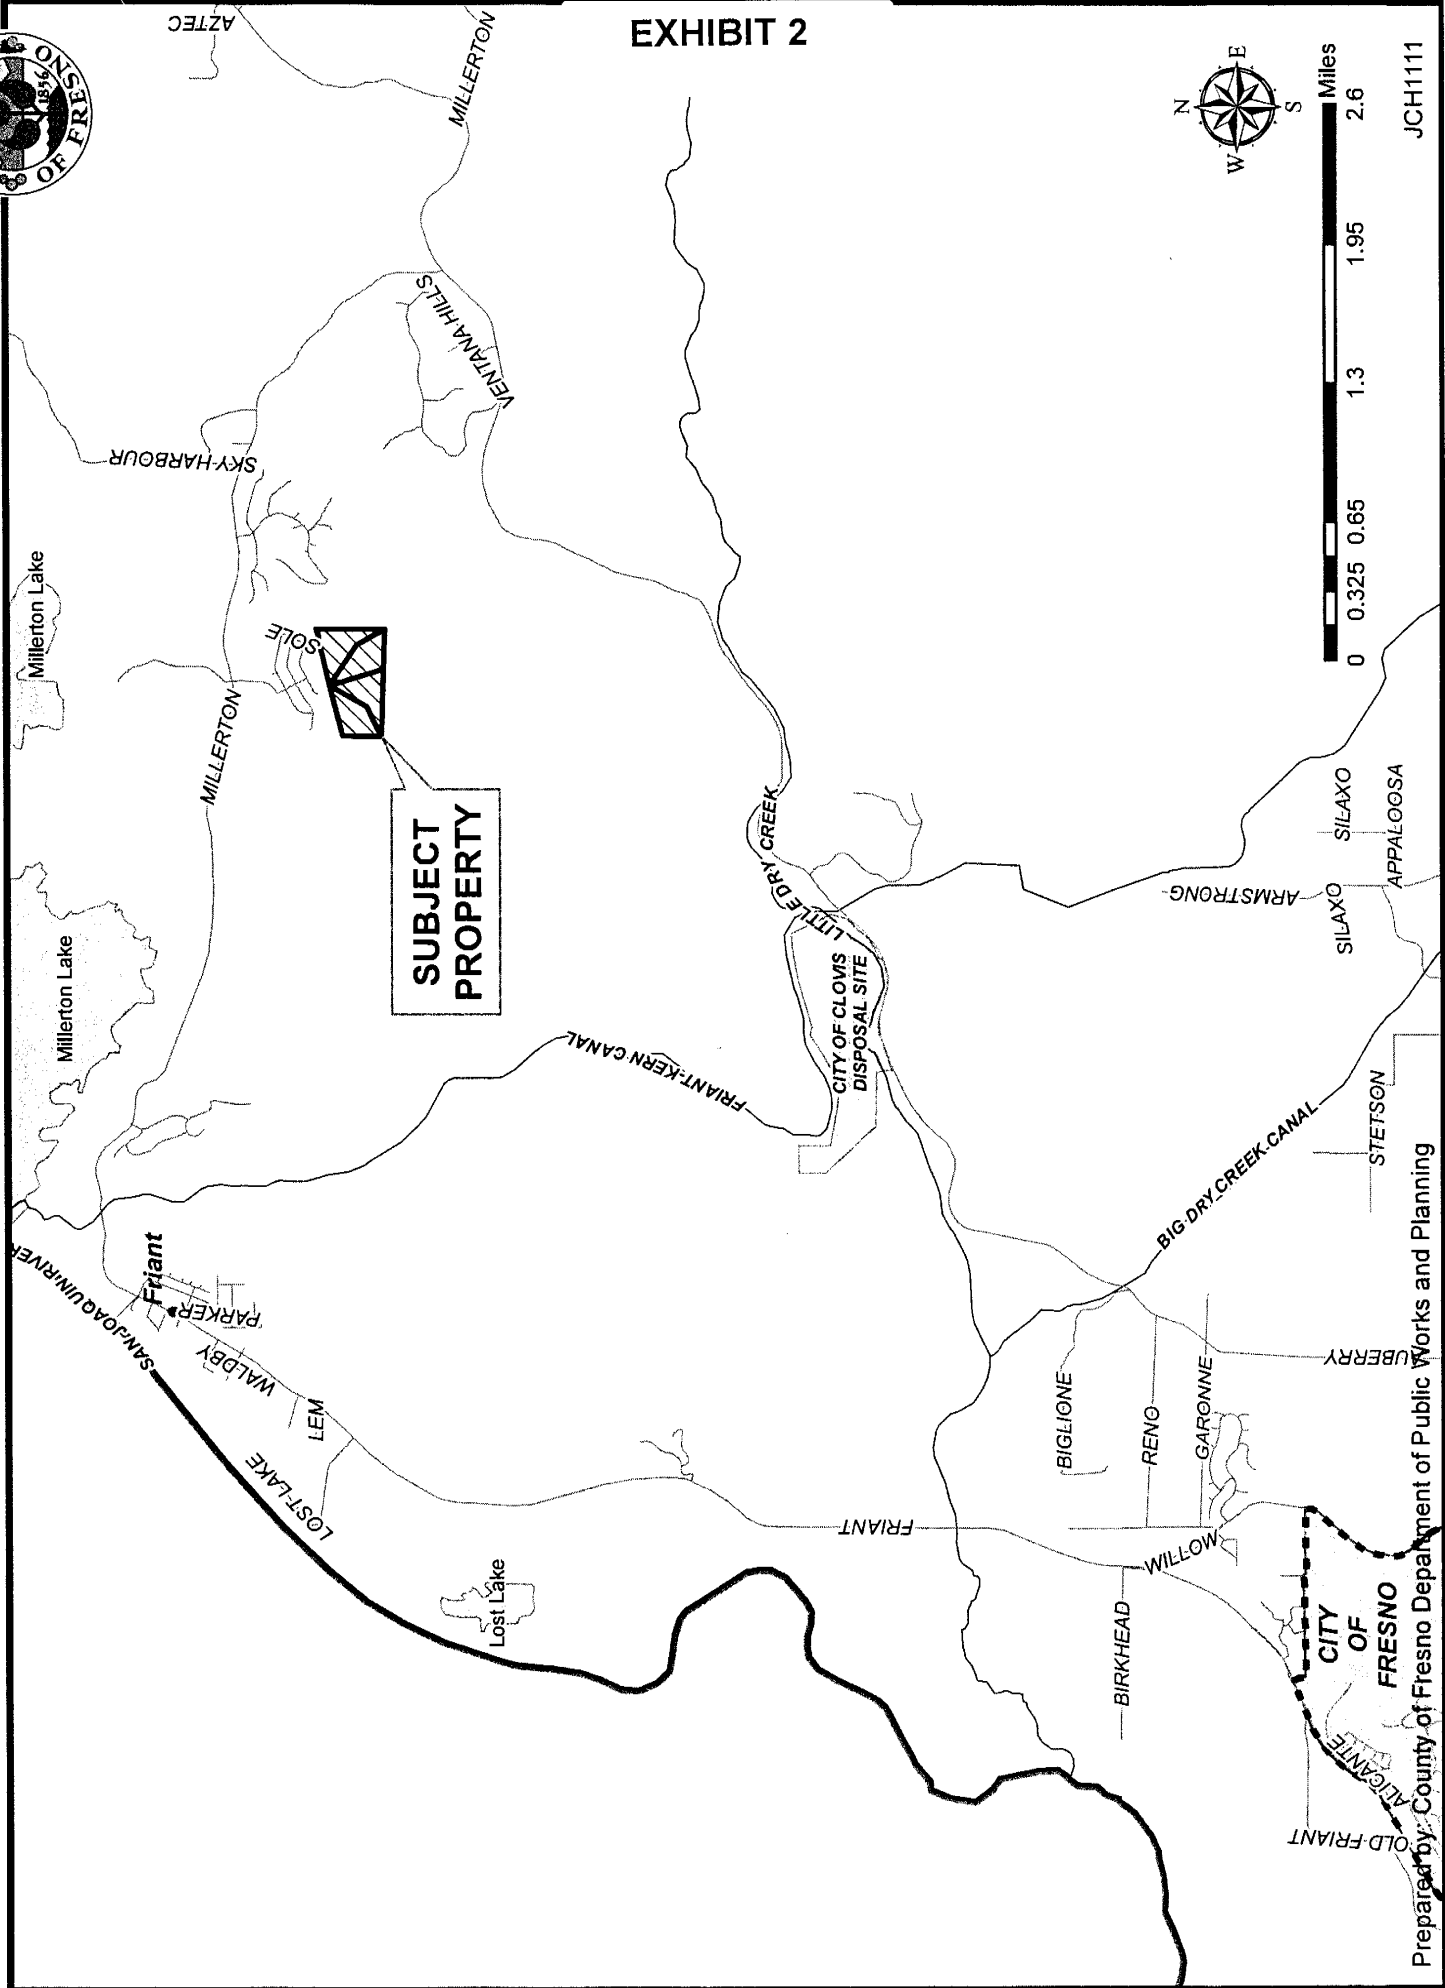 EXHIBIT 2
OF FRESNO
1856
AZTEC
MILLERTON
VENTANA HILLS
SKY HARBOUR
Millerton Lake
SOLE
MILLERTON
SUBJECT
PROPERTY
Millerton Lake
FRIANT-KERN CANAL
LITTLE DRY CREEK
CITY OF CLOVIS
DISPOSAL SITE
Friant
SAN JOAQUIN RIVER
PARKER
WALDBY
LEM
LOST LAKE
Lost Lake
FRIANT
WILLOW
BIRKHEAD
BIGLIONE
RENO
GARONNE
AUBERRY
BIG DRY CREEK CANAL
STETSON
ARMSTRONG
SILAXO
SILAXO
APPALOOSA
CITY
OF
FRESNO
ALICANTE
OLD FRIANT
N
E
S
W
Miles
0 0.325 0.65 1.3 1.95 2.6
JCH1111
Prepared by: County of Fresno Department of Public Works and Planning